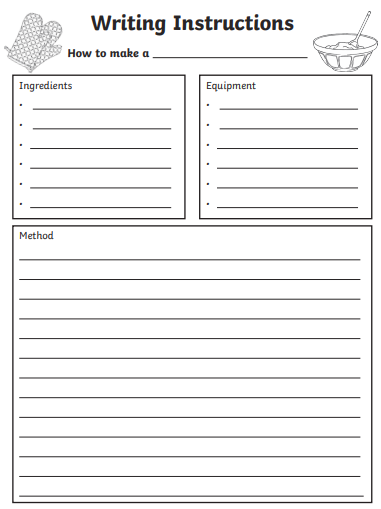 Writing Instructions
How to make a
Ingredients
Equipment
Method